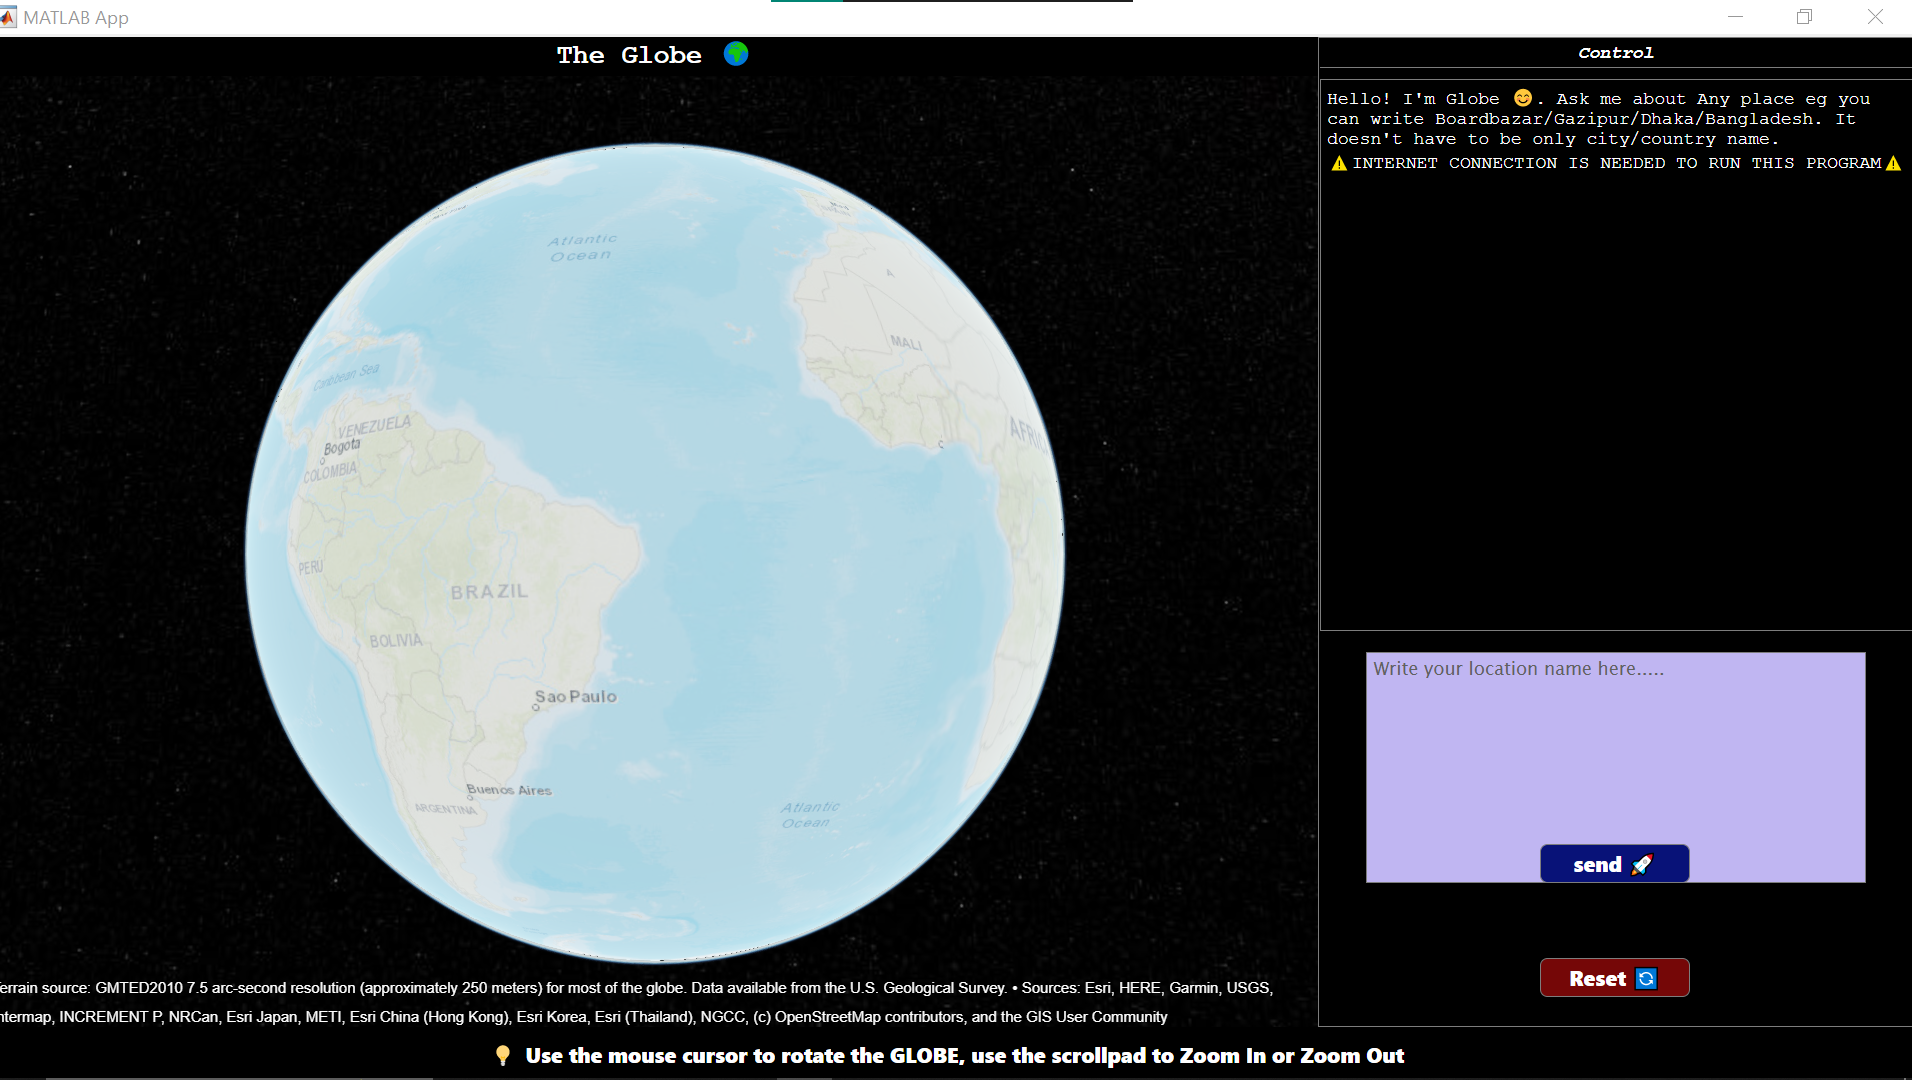 MATLAB App
The Globe 🌍
Control
Hello! I'm Globe 😊. Ask me about Any place eg you
can write Boardbazar/Gazipur/Dhaka/Bangladesh. It
doesn't have to be only city/country name.
⚠️INTERNET CONNECTION IS NEEDED TO RUN THIS PROGRAM⚠️
Atlantic
Ocean
MALI
Caribbean Sea
VENEZUELA
Bogota
COLOMBIA
PERU
BRAZIL
BOLIVIA
Sao Paulo
Buenos Aires
ARGENTINA
Atlantic
Ocean
Write your location name here.....
send 🚀
Reset 🔄
errain source: GMTED2010 7.5 arc-second resolution (approximately 250 meters) for most of the globe. Data available from the U.S. Geological Survey. • Sources: Esri, HERE, Garmin, USGS,
ntermap, INCREMENT P, NRCan, Esri Japan, METI, Esri China (Hong Kong), Esri Korea, Esri (Thailand), NGCC, (c) OpenStreetMap contributors, and the GIS User Community
💡 Use the mouse cursor to rotate the GLOBE, use the scrollpad to Zoom In or Zoom Out